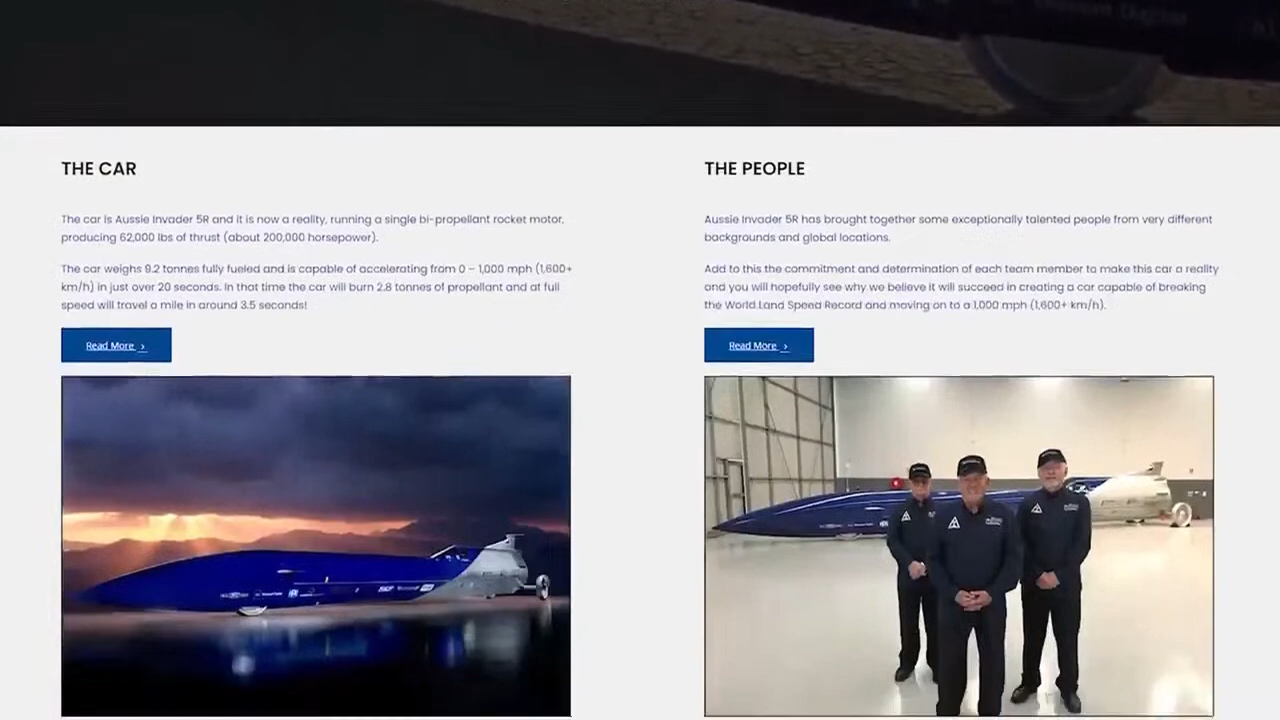 THE CAR
The car is Aussie Invader 5R and it is now a reality, running a single bi-propellant rocket motor,
producing 62,000 lbs of thrust (about 200,000 horsepower).
The car weighs 9.2 tonnes fully fueled and is capable of accelerating from 0 – 1,000 mph (1,600+
km/h) in just over 20 seconds. In that time the car will burn 2.8 tonnes of propellant and at full
speed will travel a mile in around 3.5 seconds!
Read More ›
THE PEOPLE
Aussie Invader 5R has brought together some exceptionally talented people from very different
backgrounds and global locations.
Add to this the commitment and determination of each team member to make this car a reality
and you will hopefully see why we believe it will succeed in creating a car capable of breaking
the World Land Speed Record and moving on to a 1,000 mph (1,600+ km/h).
Read More ›